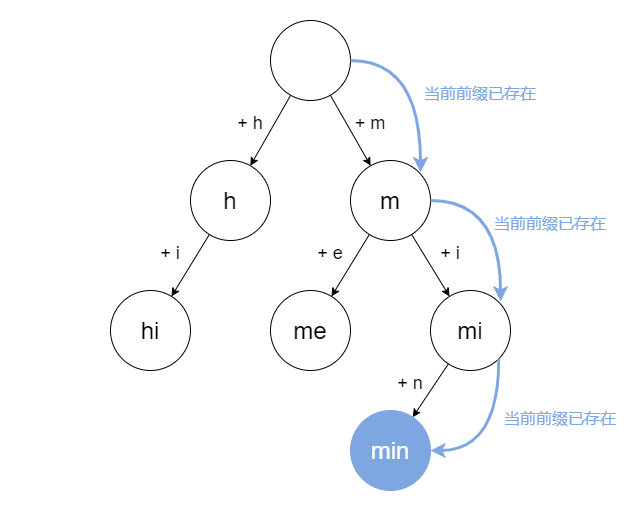 当前前缀已存在
+ h
+ m
h
m
当前前缀已存在
+ i
+ e
+ i
hi
me
mi
+ n
当前前缀已存在
min